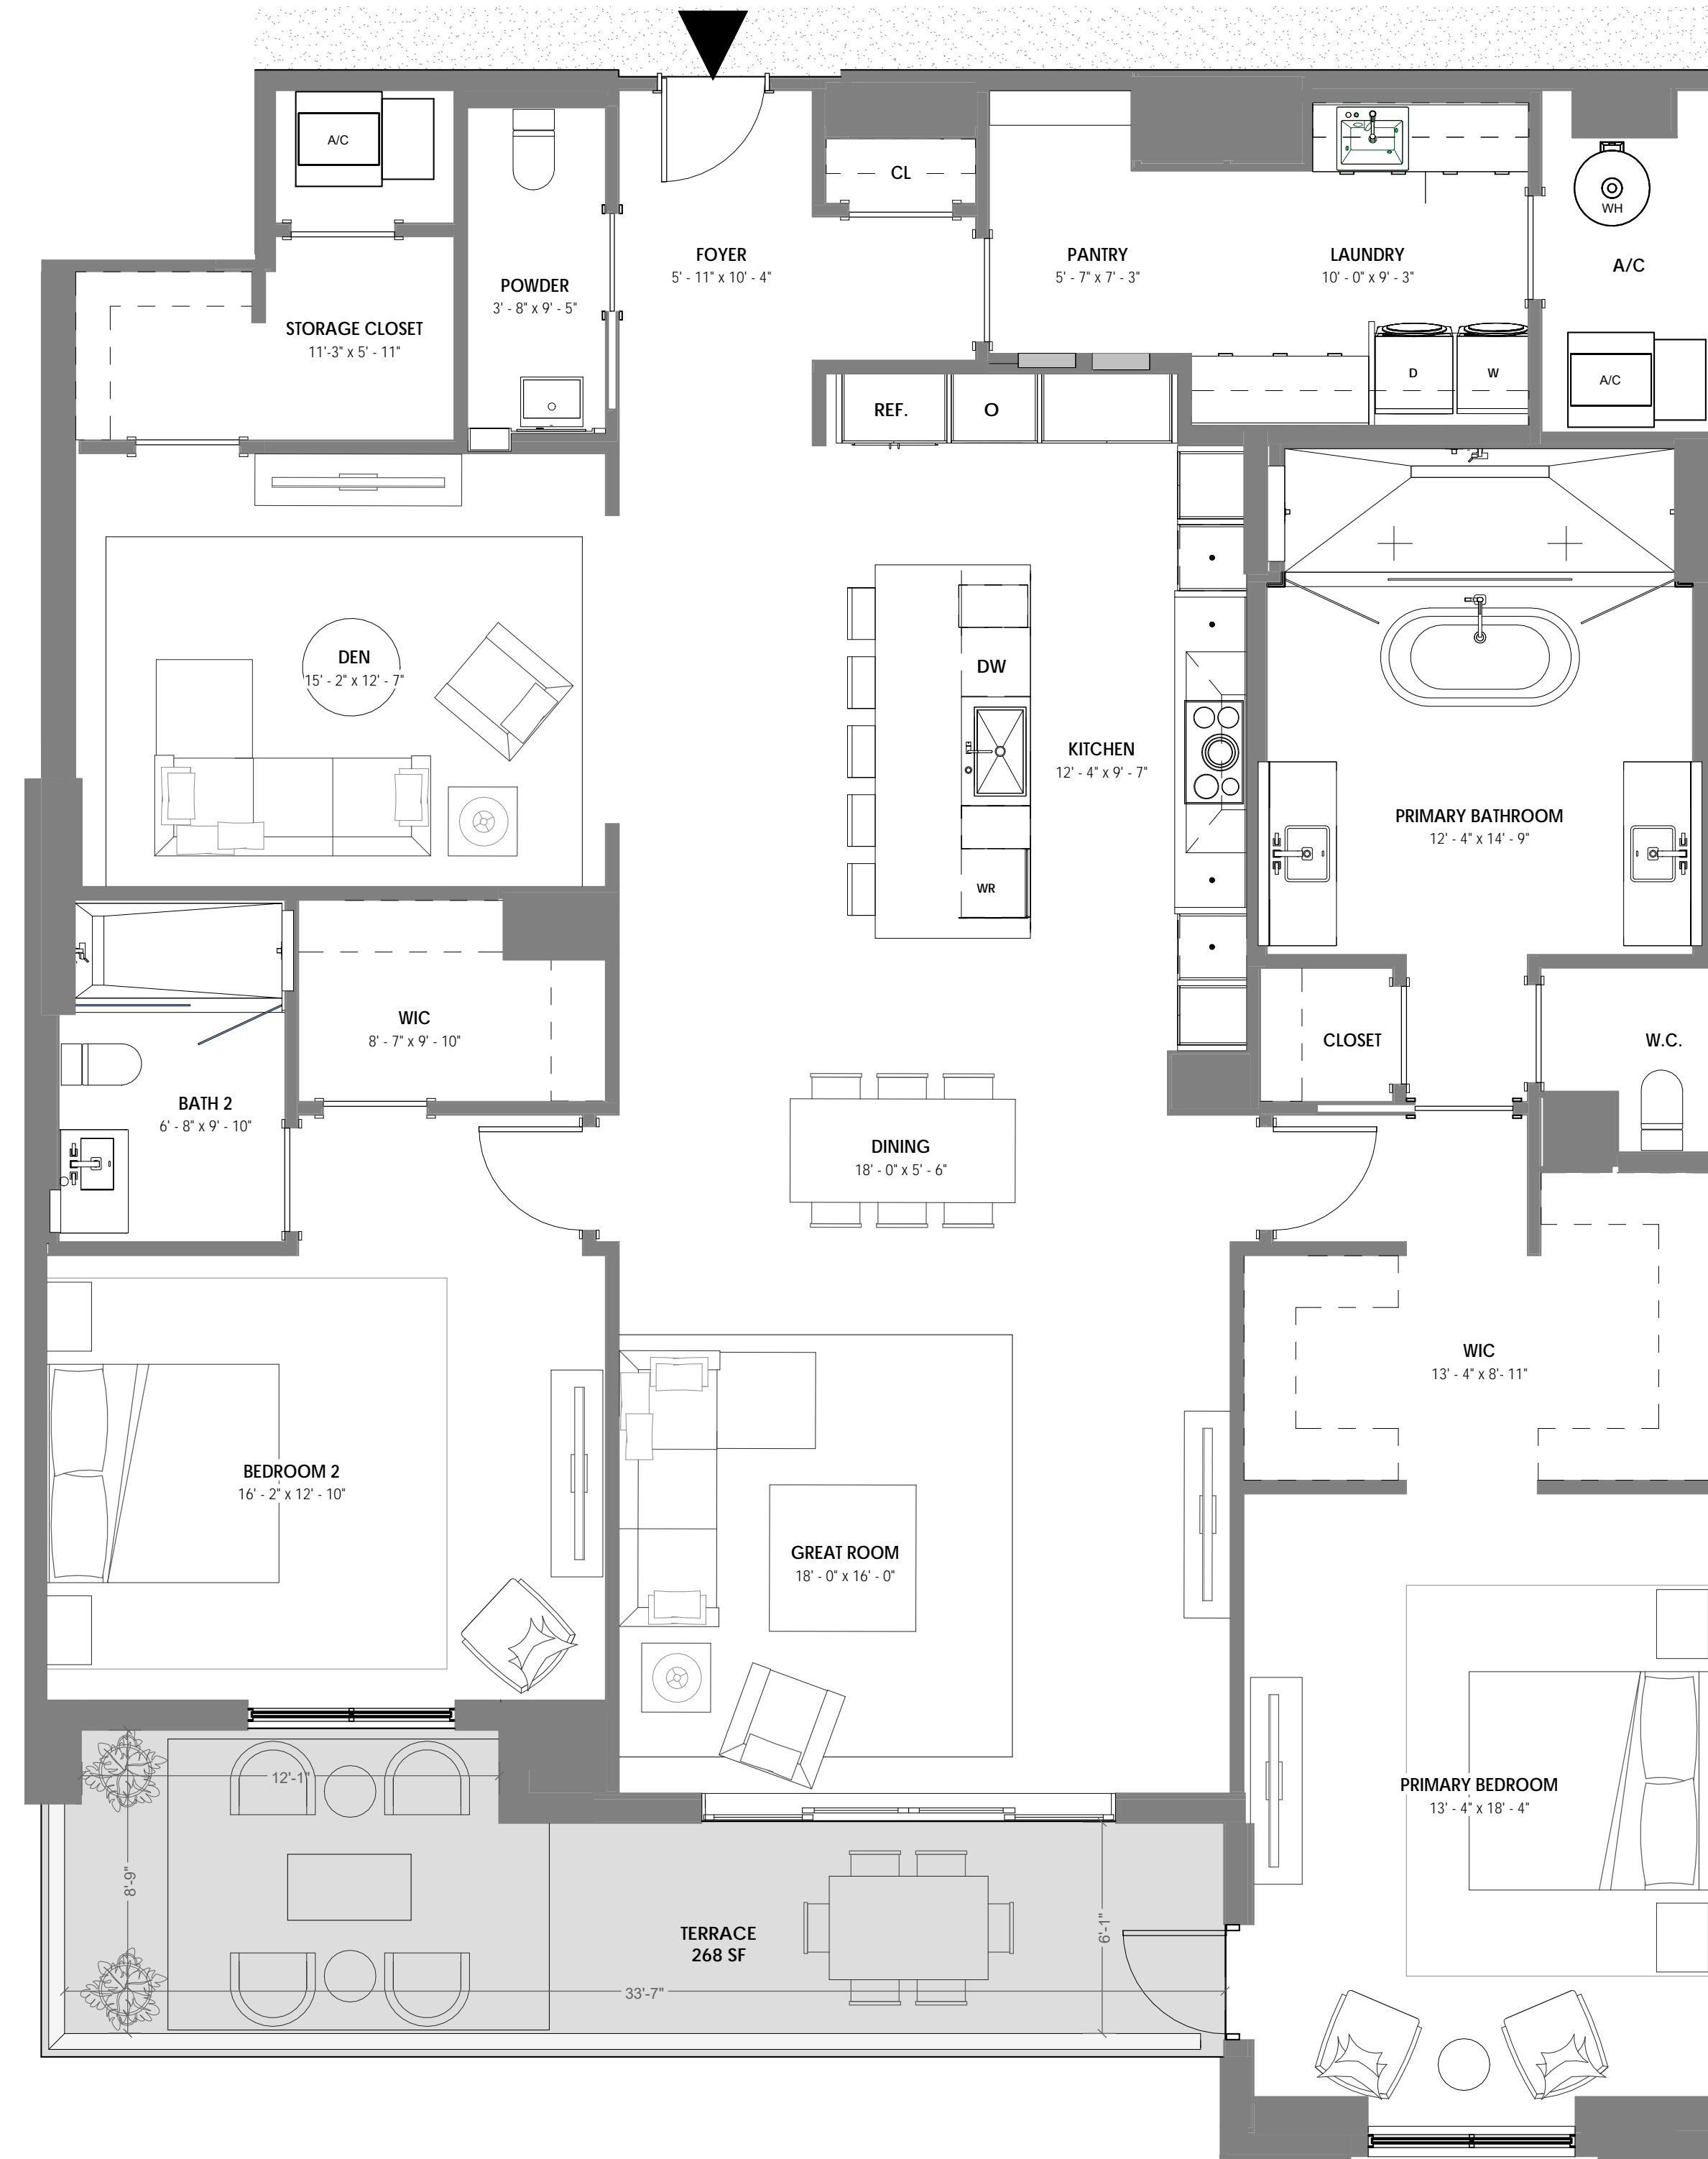 A/C
CL
WH
FOYER
5' - 11" x 10' - 4"
PANTRY
5' - 7" x 7' - 3"
LAUNDRY
10' - 0" x 9' - 3"
A/C
POWDER
3' - 8" x 9' - 5"
STORAGE CLOSET
11'-3" x 5' - 11"
D
W
A/C
REF.
O
DEN
15' - 2" x 12' - 7"
DW
KITCHEN
12' - 4" x 9' - 7"
PRIMARY BATHROOM
12' - 4" x 14' - 9"
WR
WIC
8' - 7" x 9' - 10"
CLOSET
W.C.
BATH 2
6' - 8" x 9' - 10"
DINING
18' - 0" x 5' - 6"
WIC
13' - 4" x 8'- 11"
BEDROOM 2
16' - 2" x 12' - 10"
GREAT ROOM
18' - 0" x 16' - 0"
PRIMARY BEDROOM
13' - 4" x 18' - 4"
12'-1"
8'-9"
TERRACE
268 SF
6'-1"
33'-7"